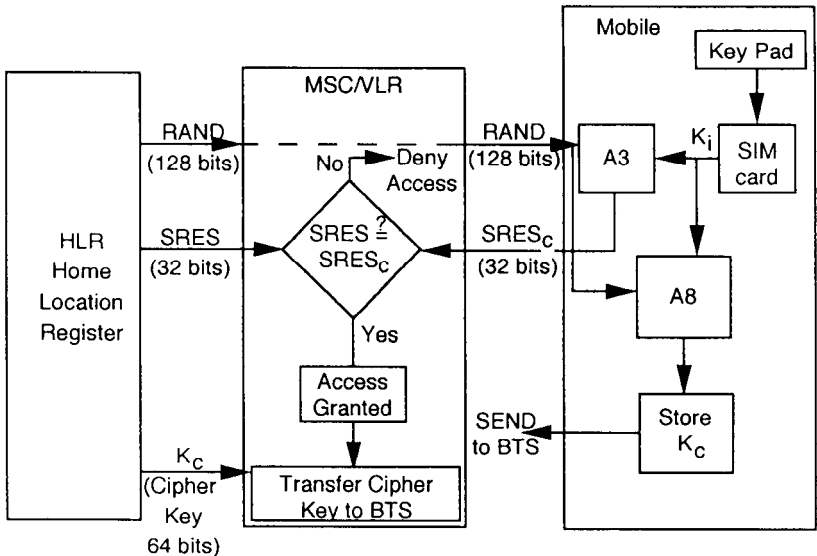 Mobile
Key Pad
MSC/VLR
RAND
(128 bits)
No
Deny
Access
RAND
(128 bits)
A3
Ki
SIM
card
HLR
Home
Location
Register
SRES
(32 bits)
SRES ?=
SRESc
SRESc
(32 bits)
A8
Yes
Access
Granted
SEND
to BTS
Store
Kc
Kc
(Cipher
Key
64 bits)
Transfer Cipher
Key to BTS